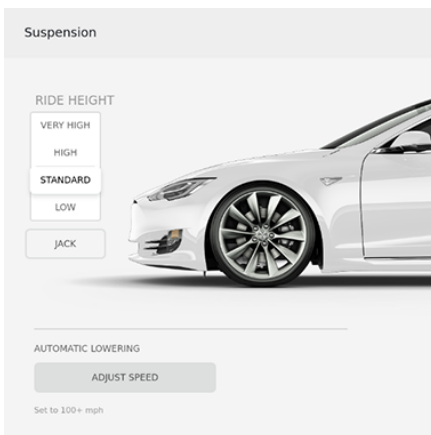 Suspension
RIDE HEIGHT
VERY HIGH
HIGH
STANDARD
LOW
JACK
AUTOMATIC LOWERING
ADJUST SPEED
Set to 100+ mph